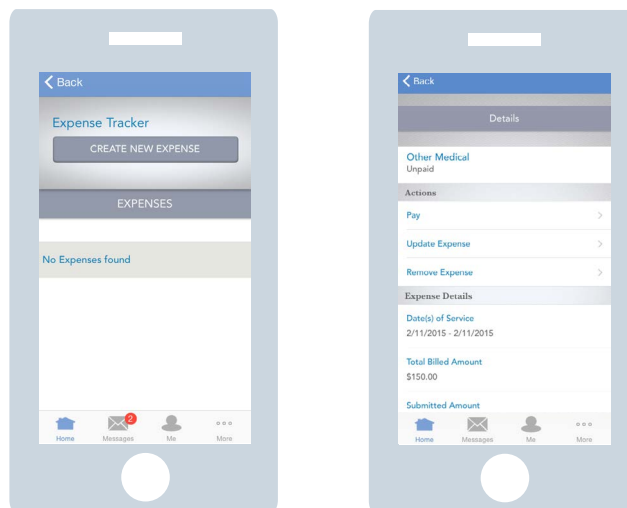 Back
Expense Tracker
CREATE NEW EXPENSE
EXPENSES
No Expenses found
2
Home Messages Me More
Back
Details
Other Medical
Unpaid
Actions
Pay
Update Expense
Remove Expense
Expense Details
Date(s) of Service
2/11/2015 - 2/11/2015
Total Billed Amount
$150.00
Submitted Amount
Home Messages Me More